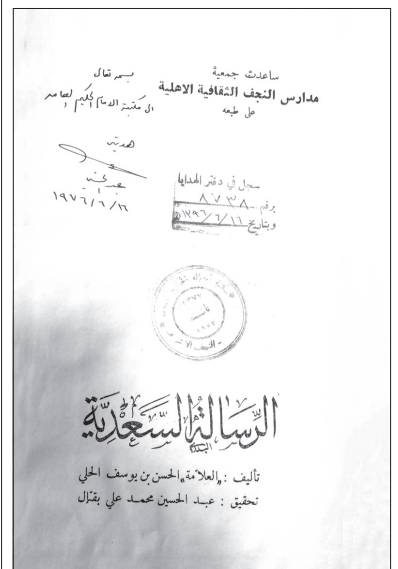 ساعدت جمعية
مدارس النجف الثقافية الاهلية
على طبعه
بسمه تعالى
الى مكتبة الامام الحكيم العامة
هدية
١٩٧٦/٦/١٦
سجل في دفتر الهدايا
برقم ٨٧٣٨
وبتاريخ ١٣٩٦/٦/١٦
الرسالة السعدية
تأليف : العلامة الحسن بن يوسف الحلي
تحقيق : عبد الحسين محمد علي بقال